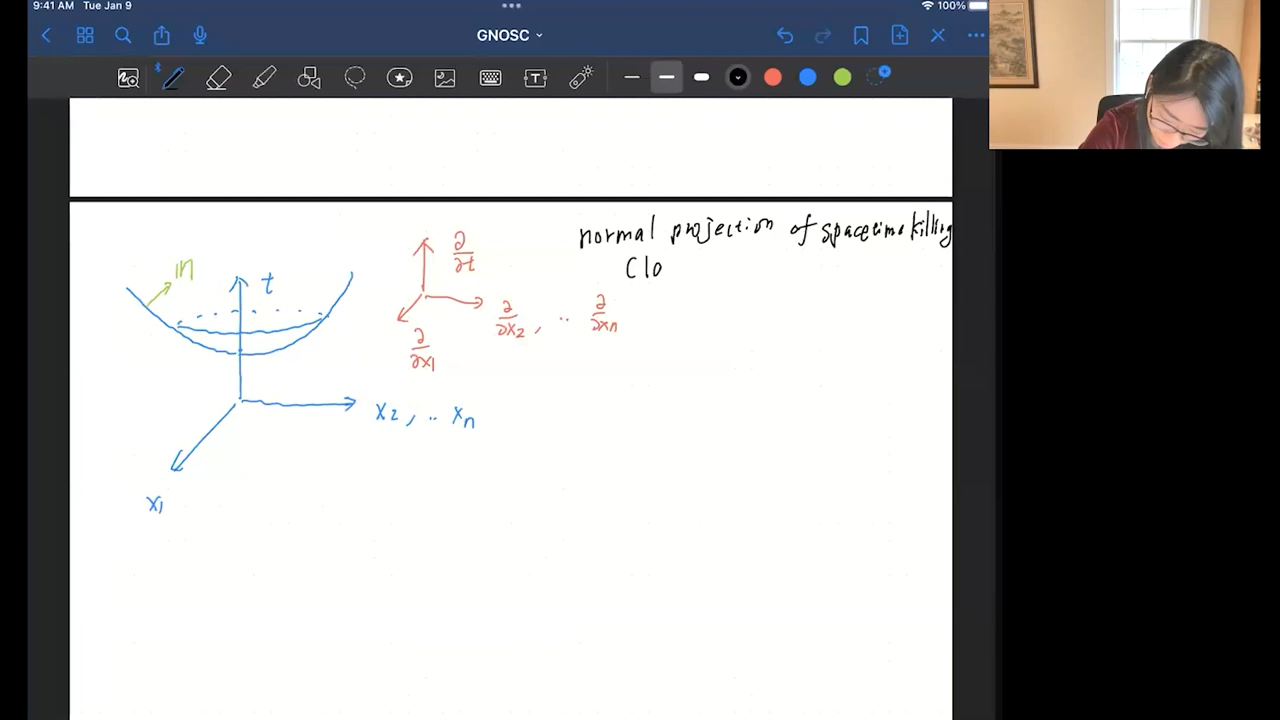 9:41 AM Tue Jan 9
100%
GNOSC
T
normal projection of spacetime killing
Clo
n
t
∂/∂t
∂/∂x2, .. ∂/∂xn
∂/∂x1
x2, .. xn
x1